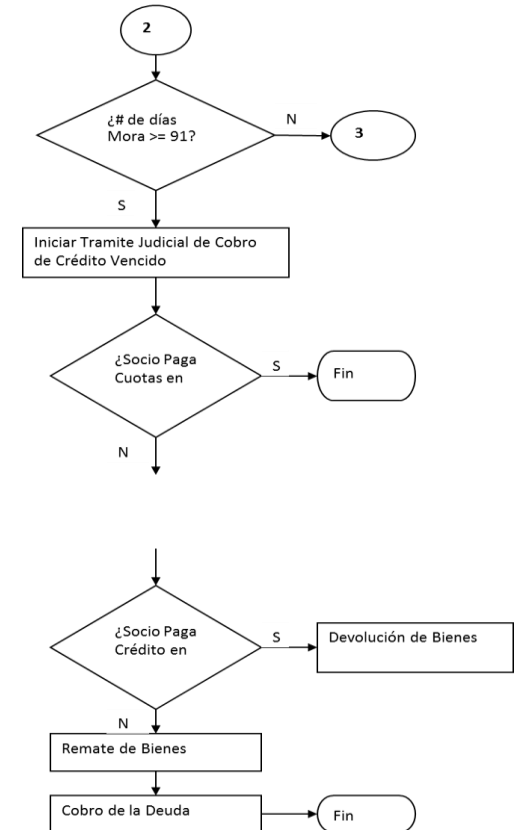 2
¿# de días
Mora >= 91?
N
3
S
Iniciar Tramite Judicial de Cobro
de Crédito Vencido
¿Socio Paga
Cuotas en
S
Fin
N
¿Socio Paga
Crédito en
S
Devolución de Bienes
N
Remate de Bienes
Cobro de la Deuda
Fin